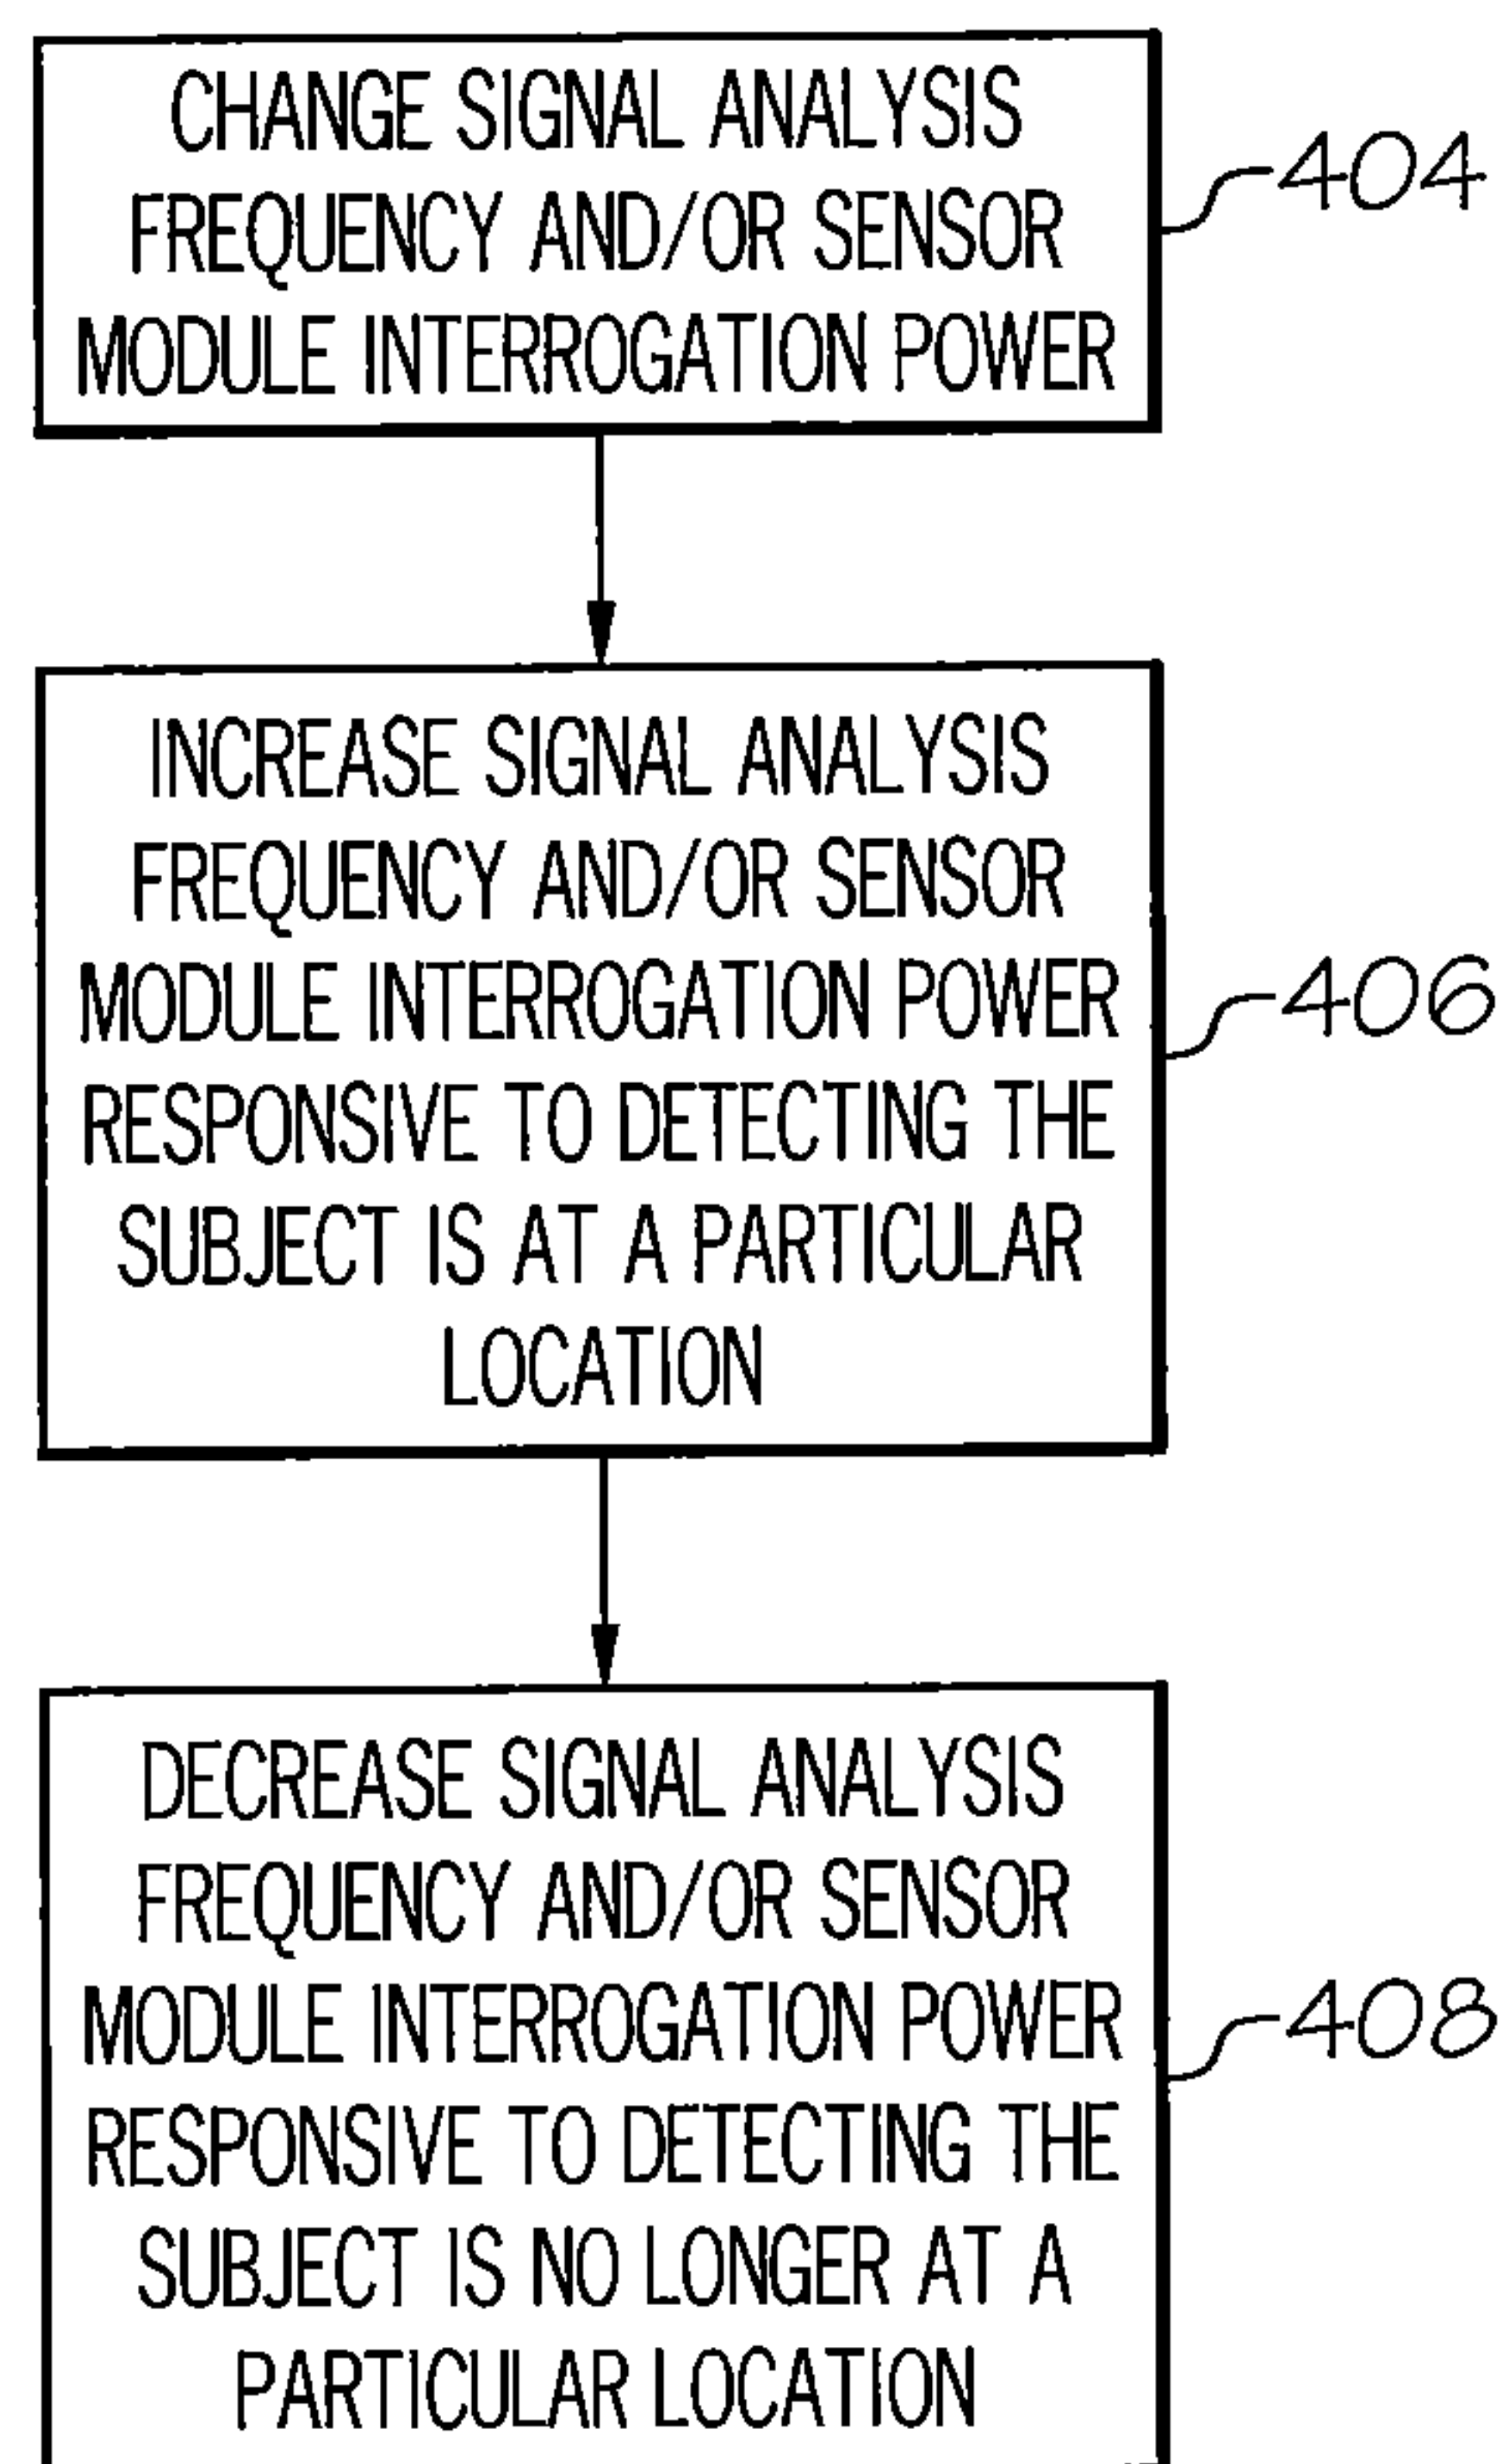 CHANGE SIGNAL ANALYSIS
FREQUENCY AND/OR SENSOR
MODULE INTERROGATION POWER
404
INCREASE SIGNAL ANALYSIS
FREQUENCY AND/OR SENSOR
MODULE INTERROGATION POWER
RESPONSIVE TO DETECTING THE
SUBJECT IS AT A PARTICULAR
LOCATION
406
DECREASE SIGNAL ANALYSIS
FREQUENCY AND/OR SENSOR
MODULE INTERROGATION POWER
RESPONSIVE TO DETECTING THE
SUBJECT IS NO LONGER AT A
PARTICULAR LOCATION
408